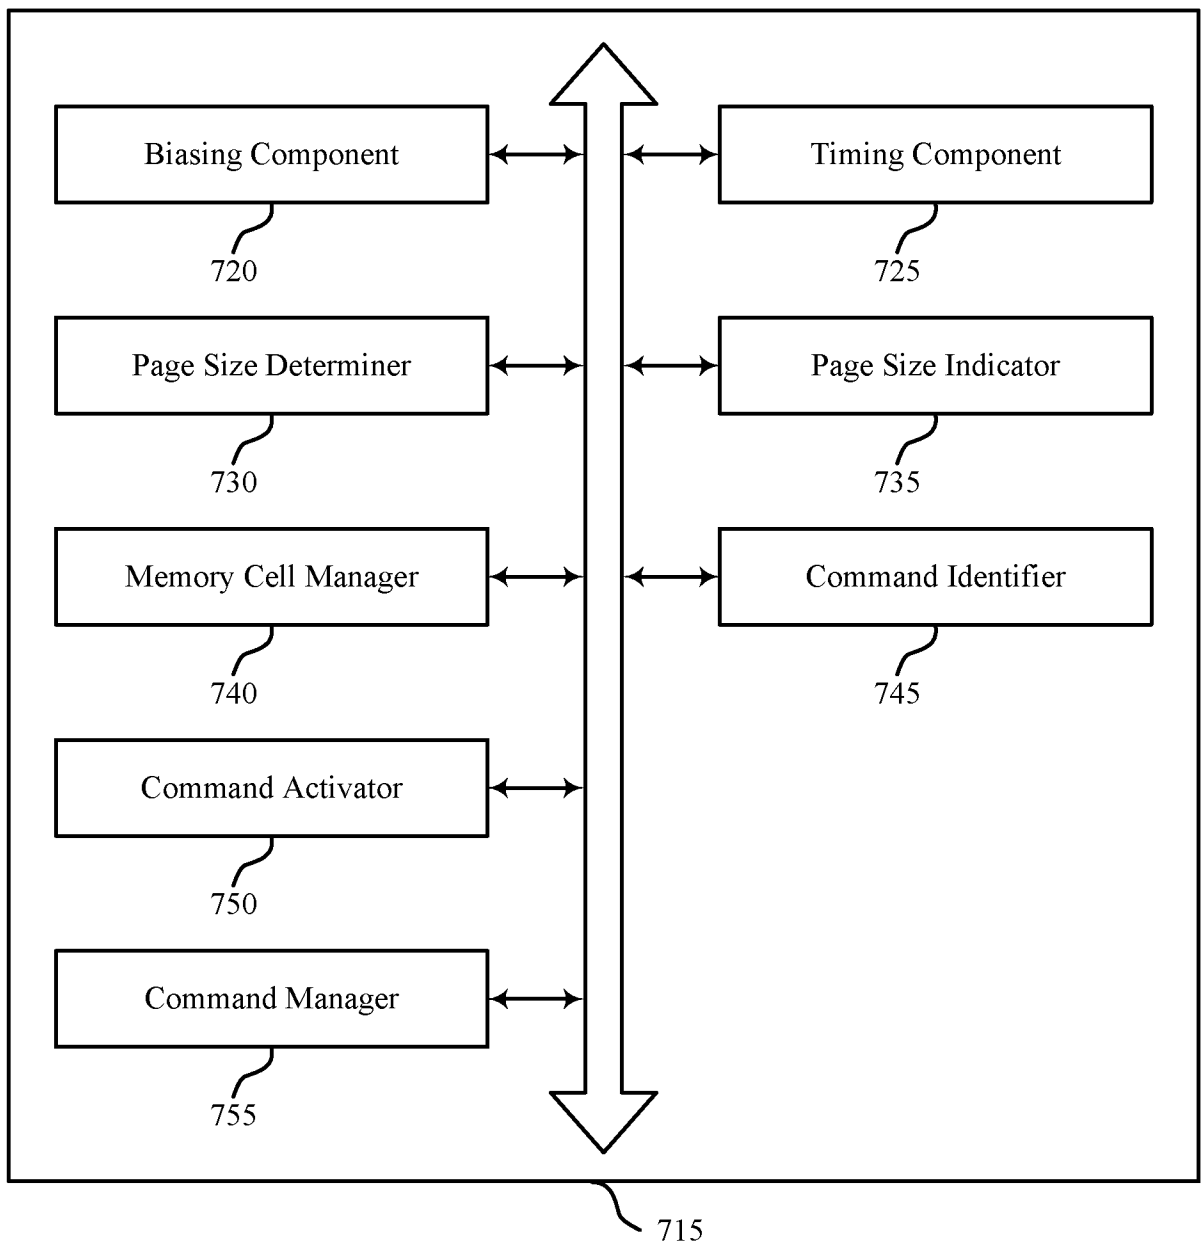 Biasing Component
Timing Component
720
725
Page Size Determiner
Page Size Indicator
730
735
Memory Cell Manager
Command Identifier
740
745
Command Activator
750
Command Manager
755
715